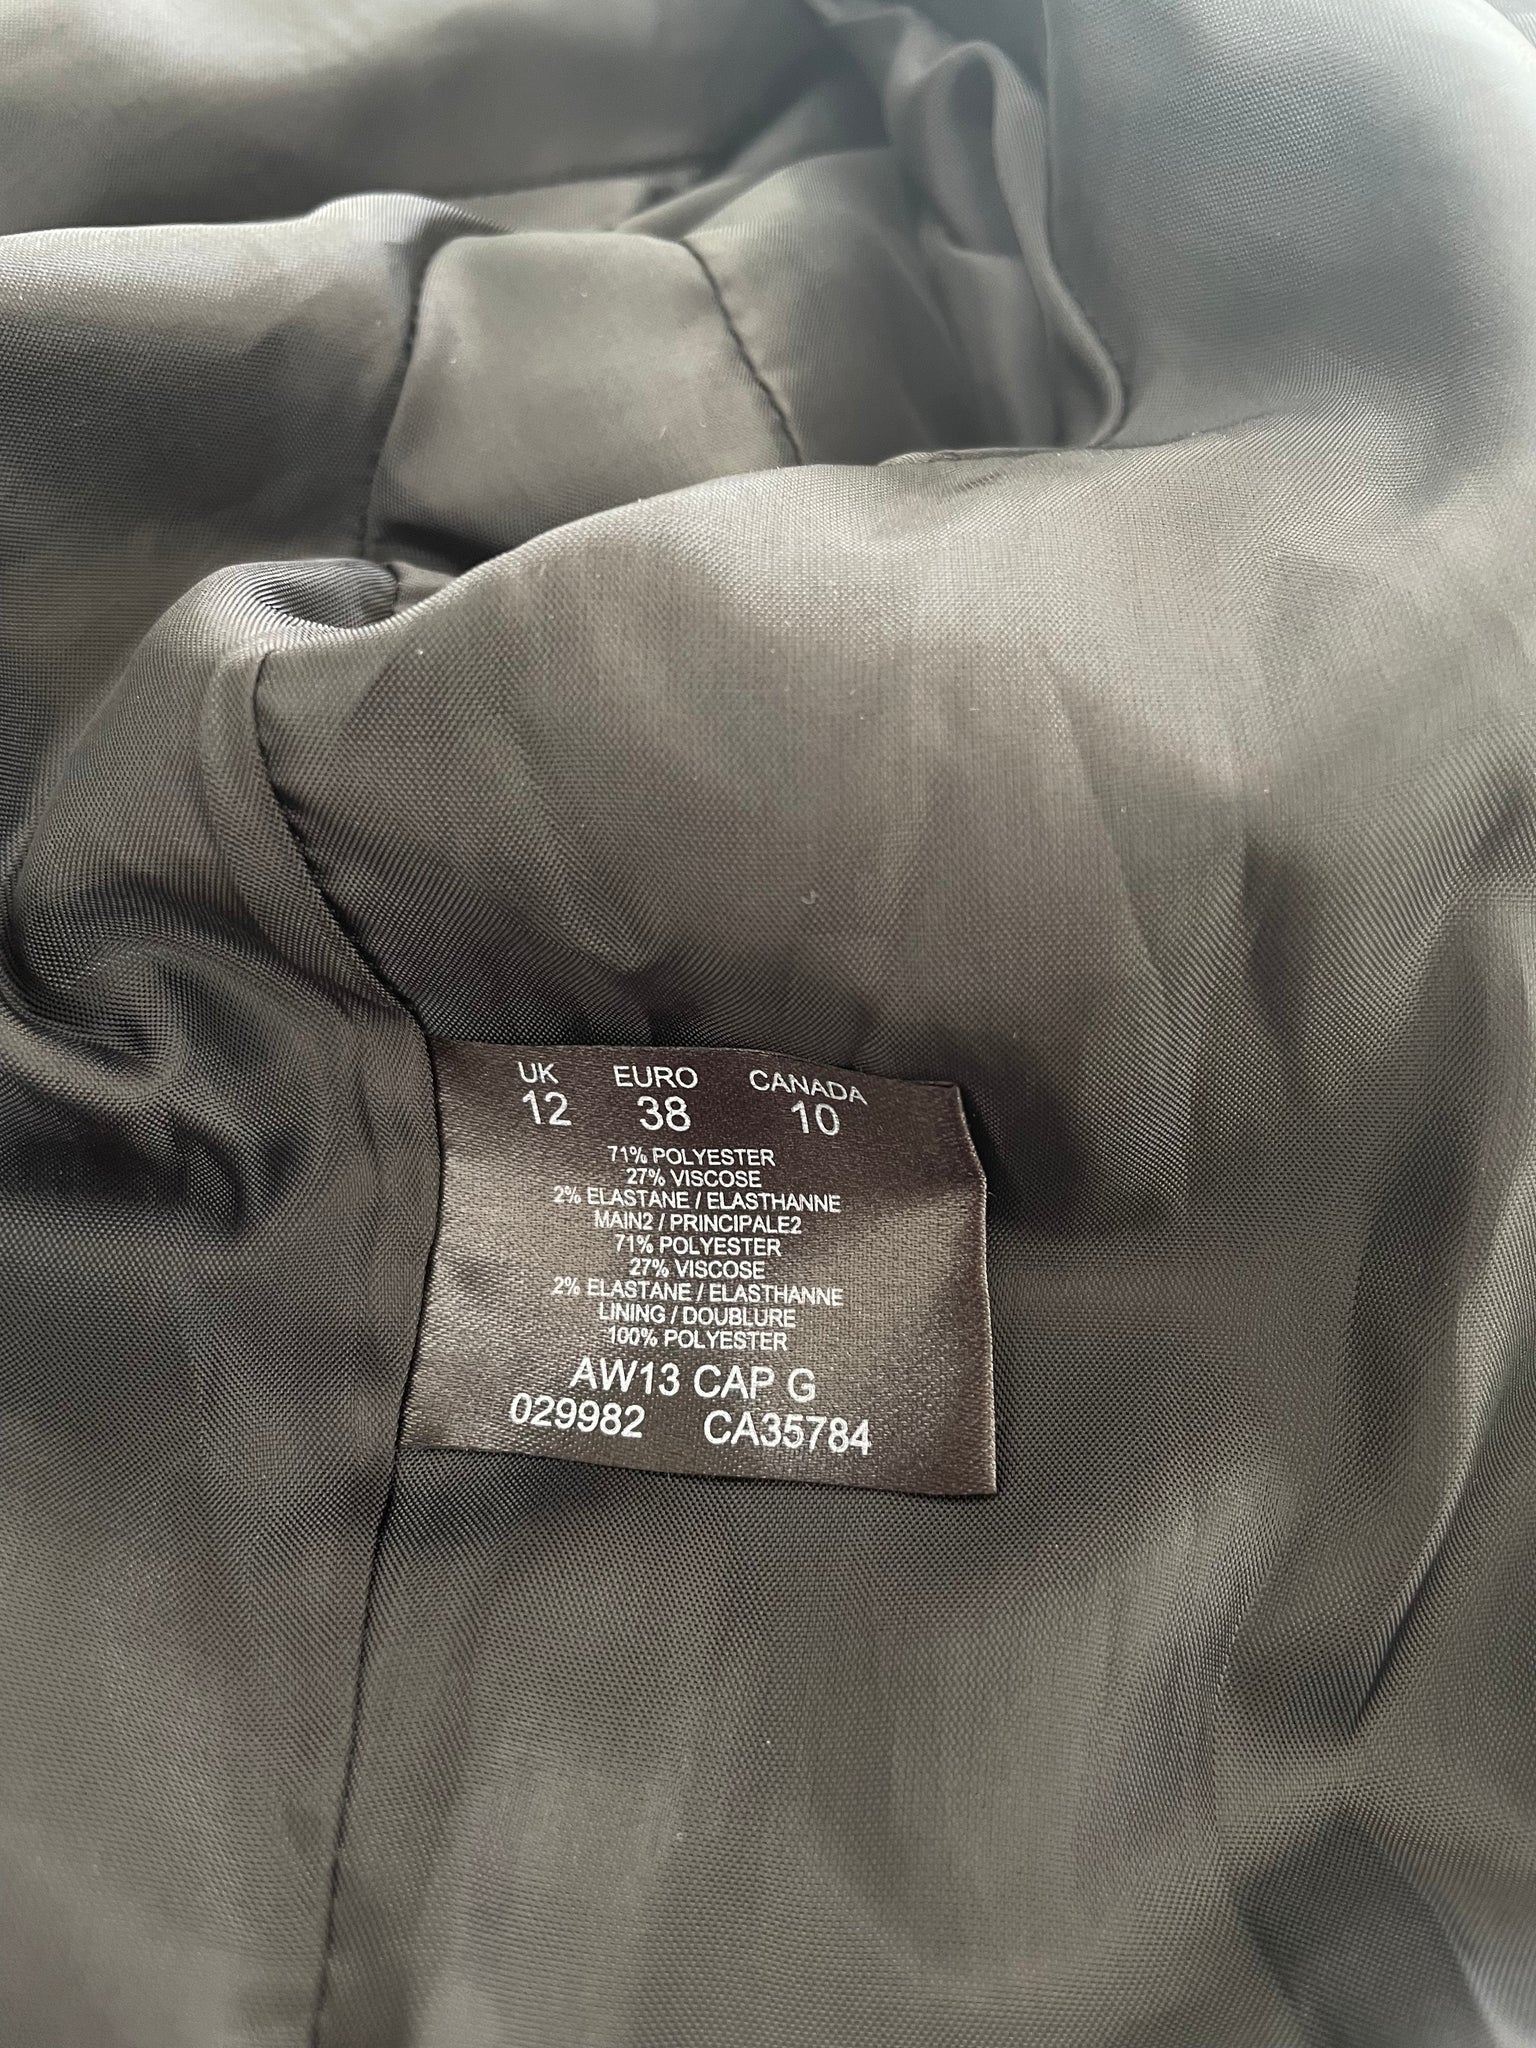 UK EURO CANADA
12 38 10
71% POLYESTER
27% VISCOSE
2% ELASTANE / ELASTHANNE
MAIN2 / PRINCIPALE2
71% POLYESTER
27% VISCOSE
2% ELASTANE / ELASTHANNE
LINING / DOUBLURE
100% POLYESTER
AW13 CAP G
029982 CA35784